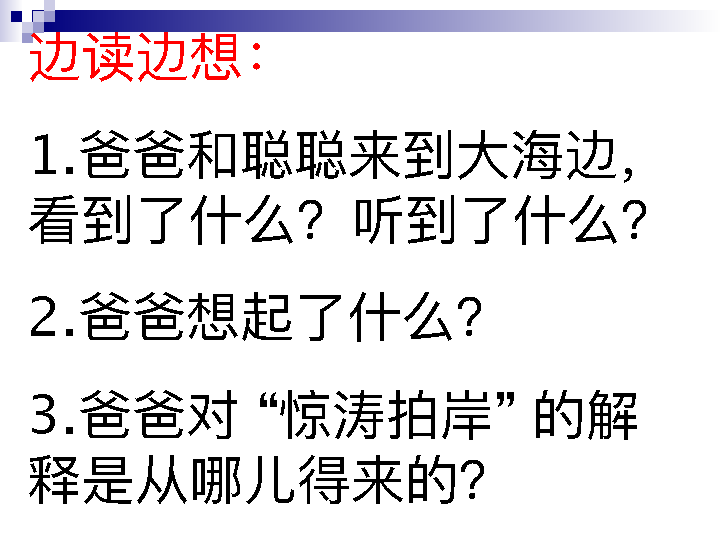 边读边想：
1.爸爸和聪聪来到大海边，
看到了什么？听到了什么？
2.爸爸想起了什么？
3.爸爸对“惊涛拍岸”的解
释是从哪儿得来的？